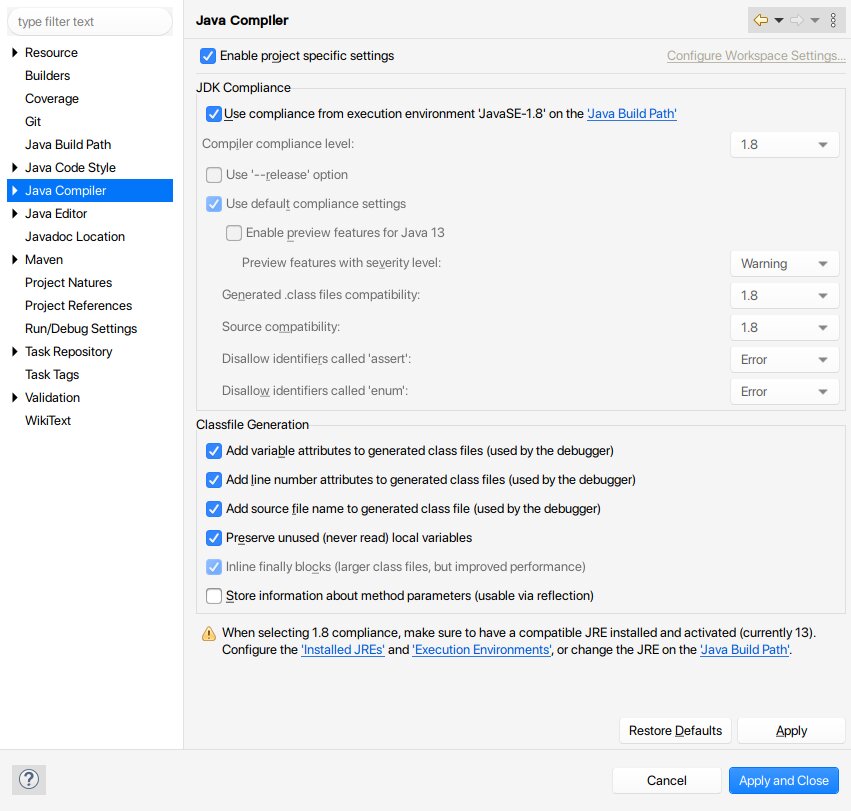 type filter text
Resource
Builders
Coverage
Git
Java Build Path
Java Code Style
Java Compiler
Java Editor
Javadoc Location
Maven
Project Natures
Project References
Run/Debug Settings
Task Repository
Task Tags
Validation
WikiText
Java Compiler
Enable project specific settings
Configure Workspace Settings...
JDK Compliance
Use compliance from execution environment 'JavaSE-1.8' on the 'Java Build Path'
Compiler compliance level: 1.8
Use '--release' option
Use default compliance settings
Enable preview features for Java 13
Preview features with severity level: Warning
Generated .class files compatibility: 1.8
Source compatibility: 1.8
Disallow identifiers called 'assert': Error
Disallow identifiers called 'enum': Error
Classfile Generation
Add variable attributes to generated class files (used by the debugger)
Add line number attributes to generated class files (used by the debugger)
Add source file name to generated class file (used by the debugger)
Preserve unused (never read) local variables
Inline finally blocks (larger class files, but improved performance)
Store information about method parameters (usable via reflection)
When selecting 1.8 compliance, make sure to have a compatible JRE installed and activated (currently 13).
Configure the 'Installed JREs' and 'Execution Environments', or change the JRE on the 'Java Build Path'.
Restore Defaults
Apply
?
Cancel
Apply and Close